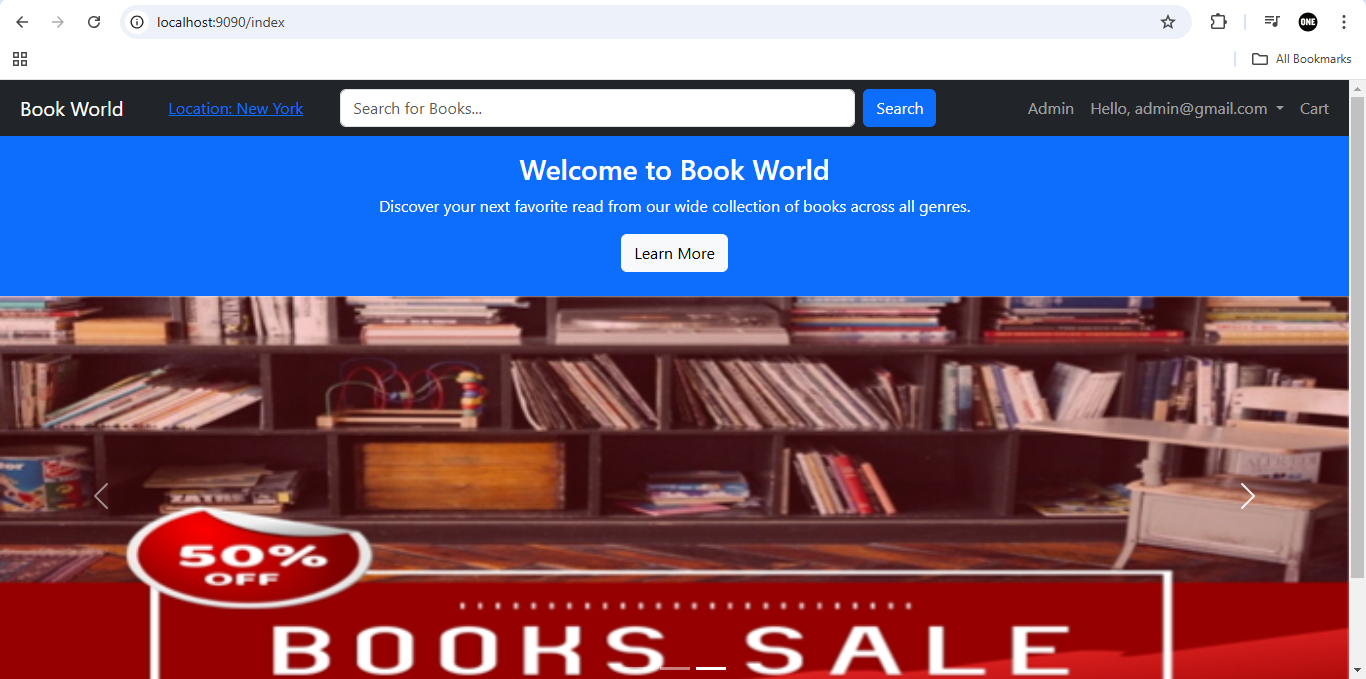 localhost:9090/index
ONE
All Bookmarks
Book World
Location: New York
Search for Books...
Search
Admin
Hello, admin@gmail.com
Cart
Welcome to Book World
Discover your next favorite read from our wide collection of books across all genres.
Learn More
50%
OFF
BOOKS SALE